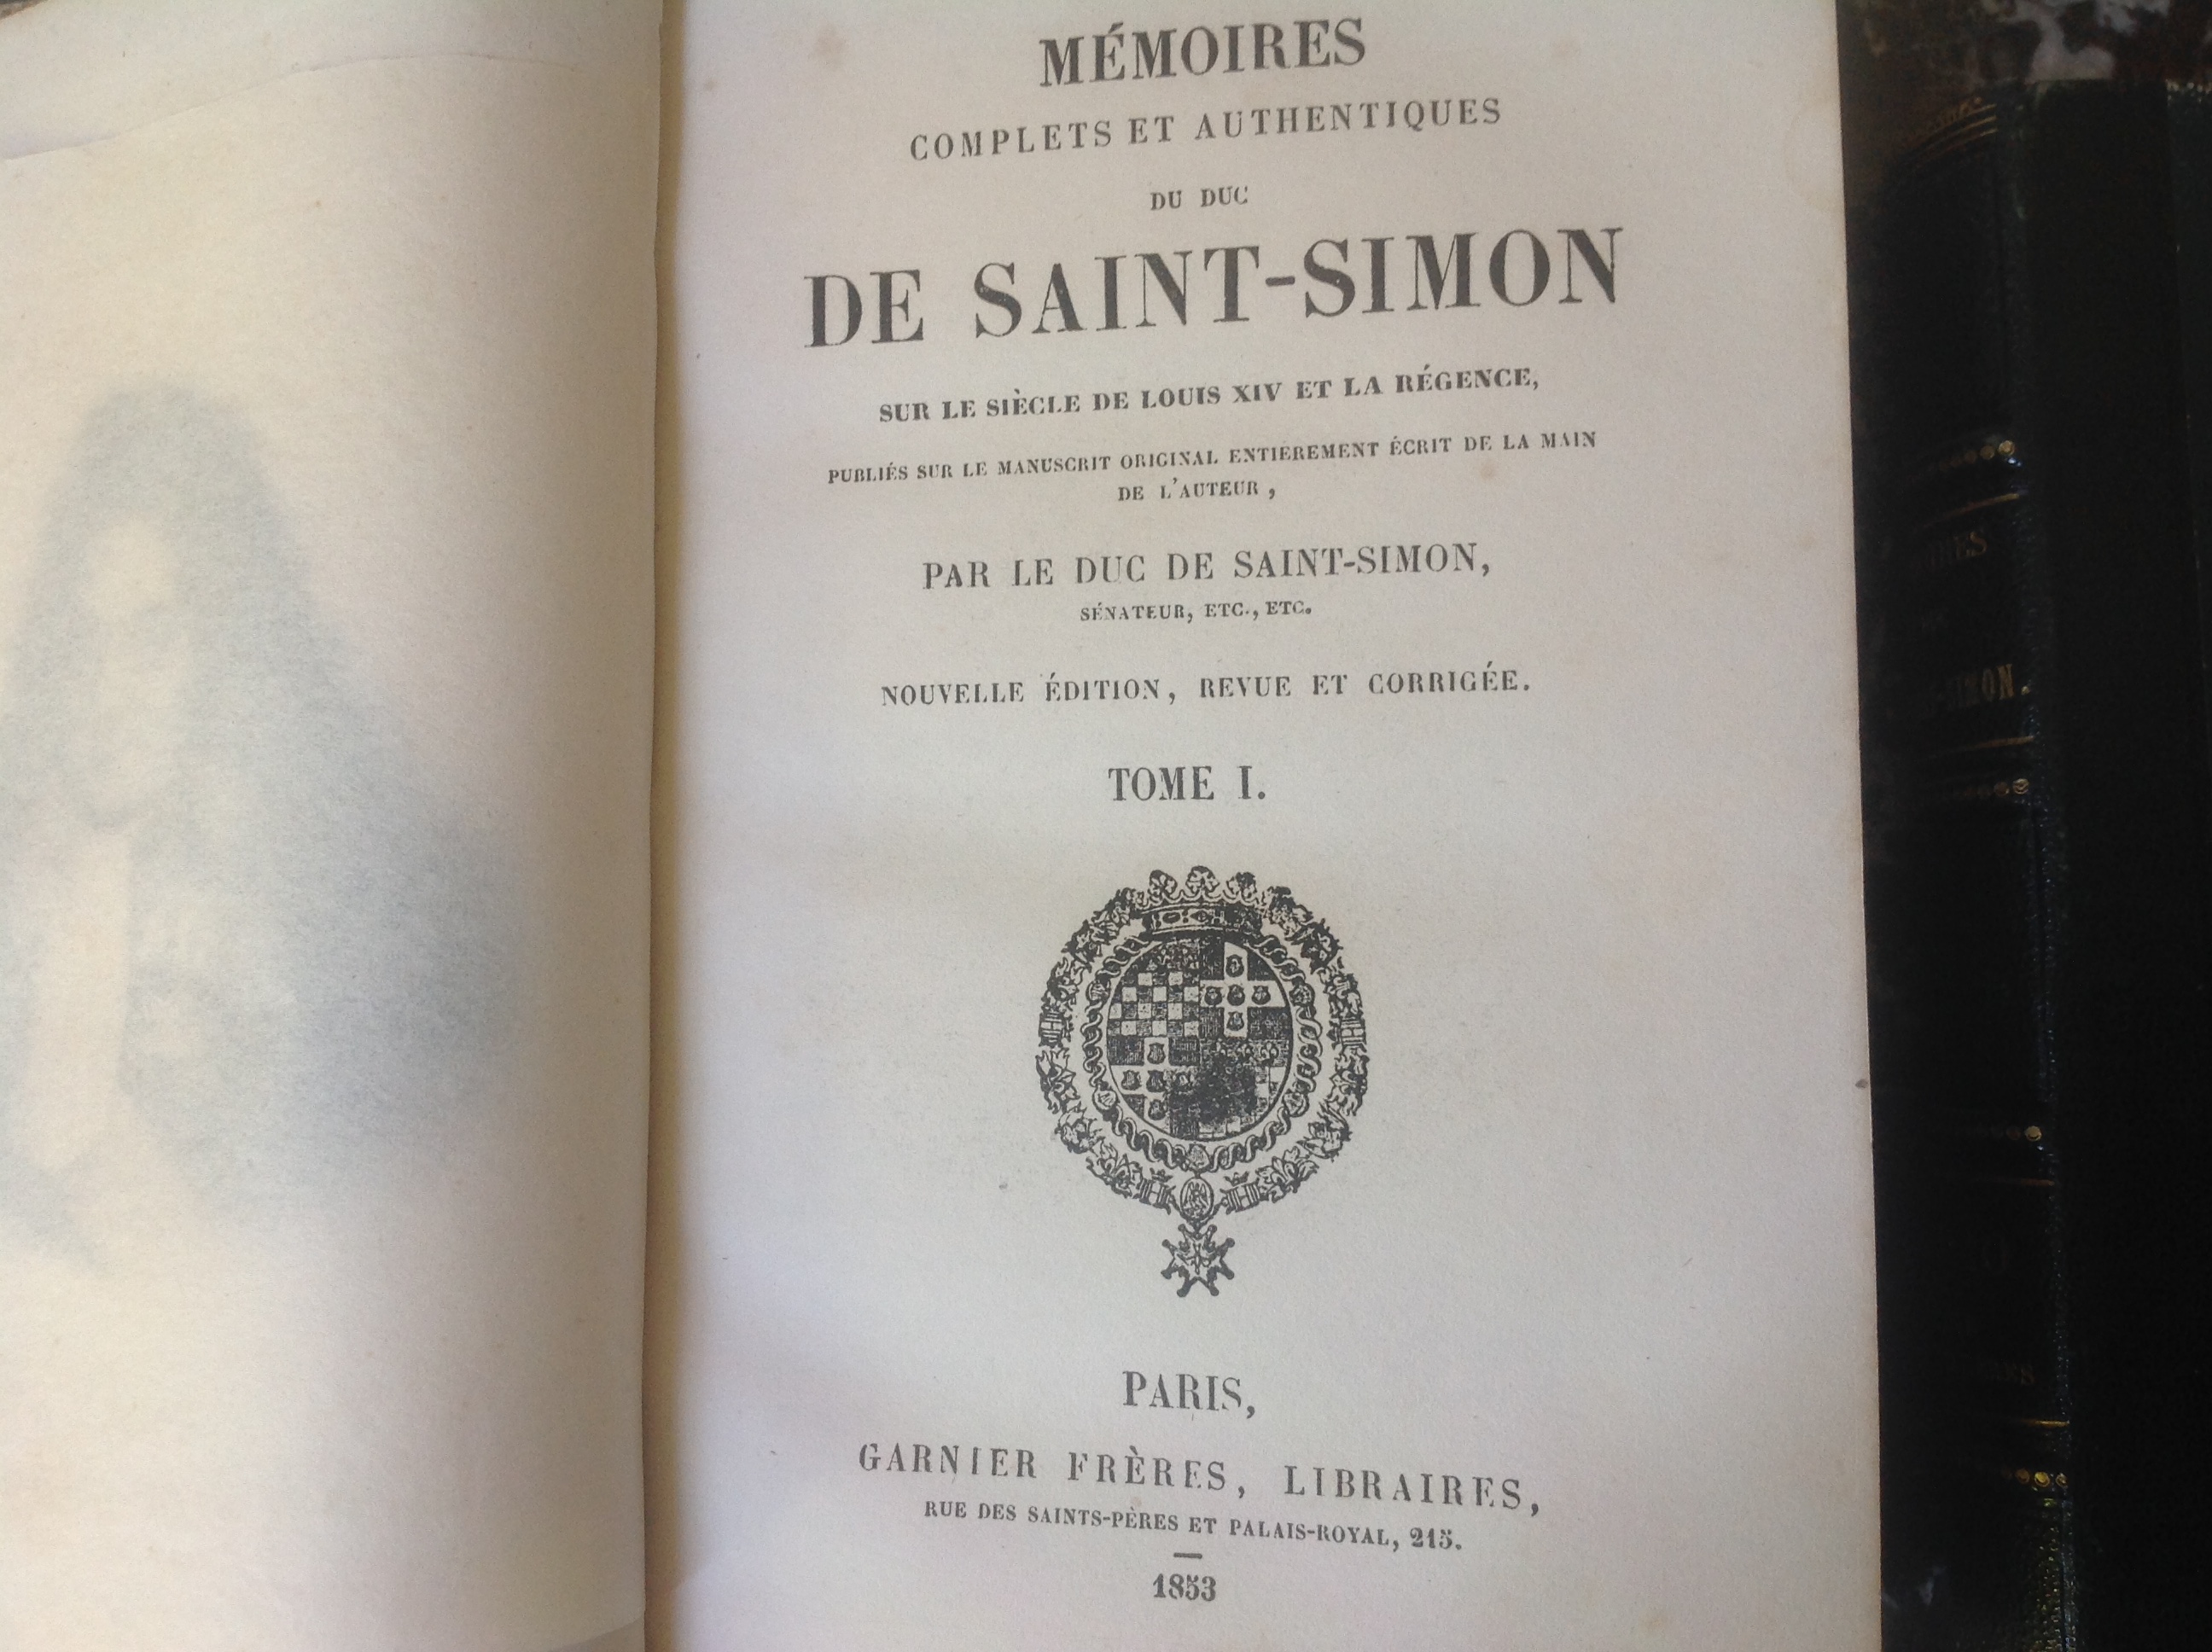 MÉMOIRES
COMPLETS ET AUTHENTIQUES
DU DUC
DE SAINT-SIMON
SUR LE SIÈCLE DE LOUIS XIV ET LA RÉGENCE,
PUBLIÉS SUR LE MANUSCRIT ORIGINAL ENTIEREMENT ÉCRIT DE LA MAIN
DE L'AUTEUR,
PAR LE DUC DE SAINT-SIMON,
SÉNATEUR, ETC., ETC.
NOUVELLE ÉDITION, REVUE ET CORRIGÉE.
TOME I.
PARIS,
GARNIER FRÈRES, LIBRAIRES,
RUE DES SAINTS-PÈRES ET PALAIS-ROYAL, 215.
1853